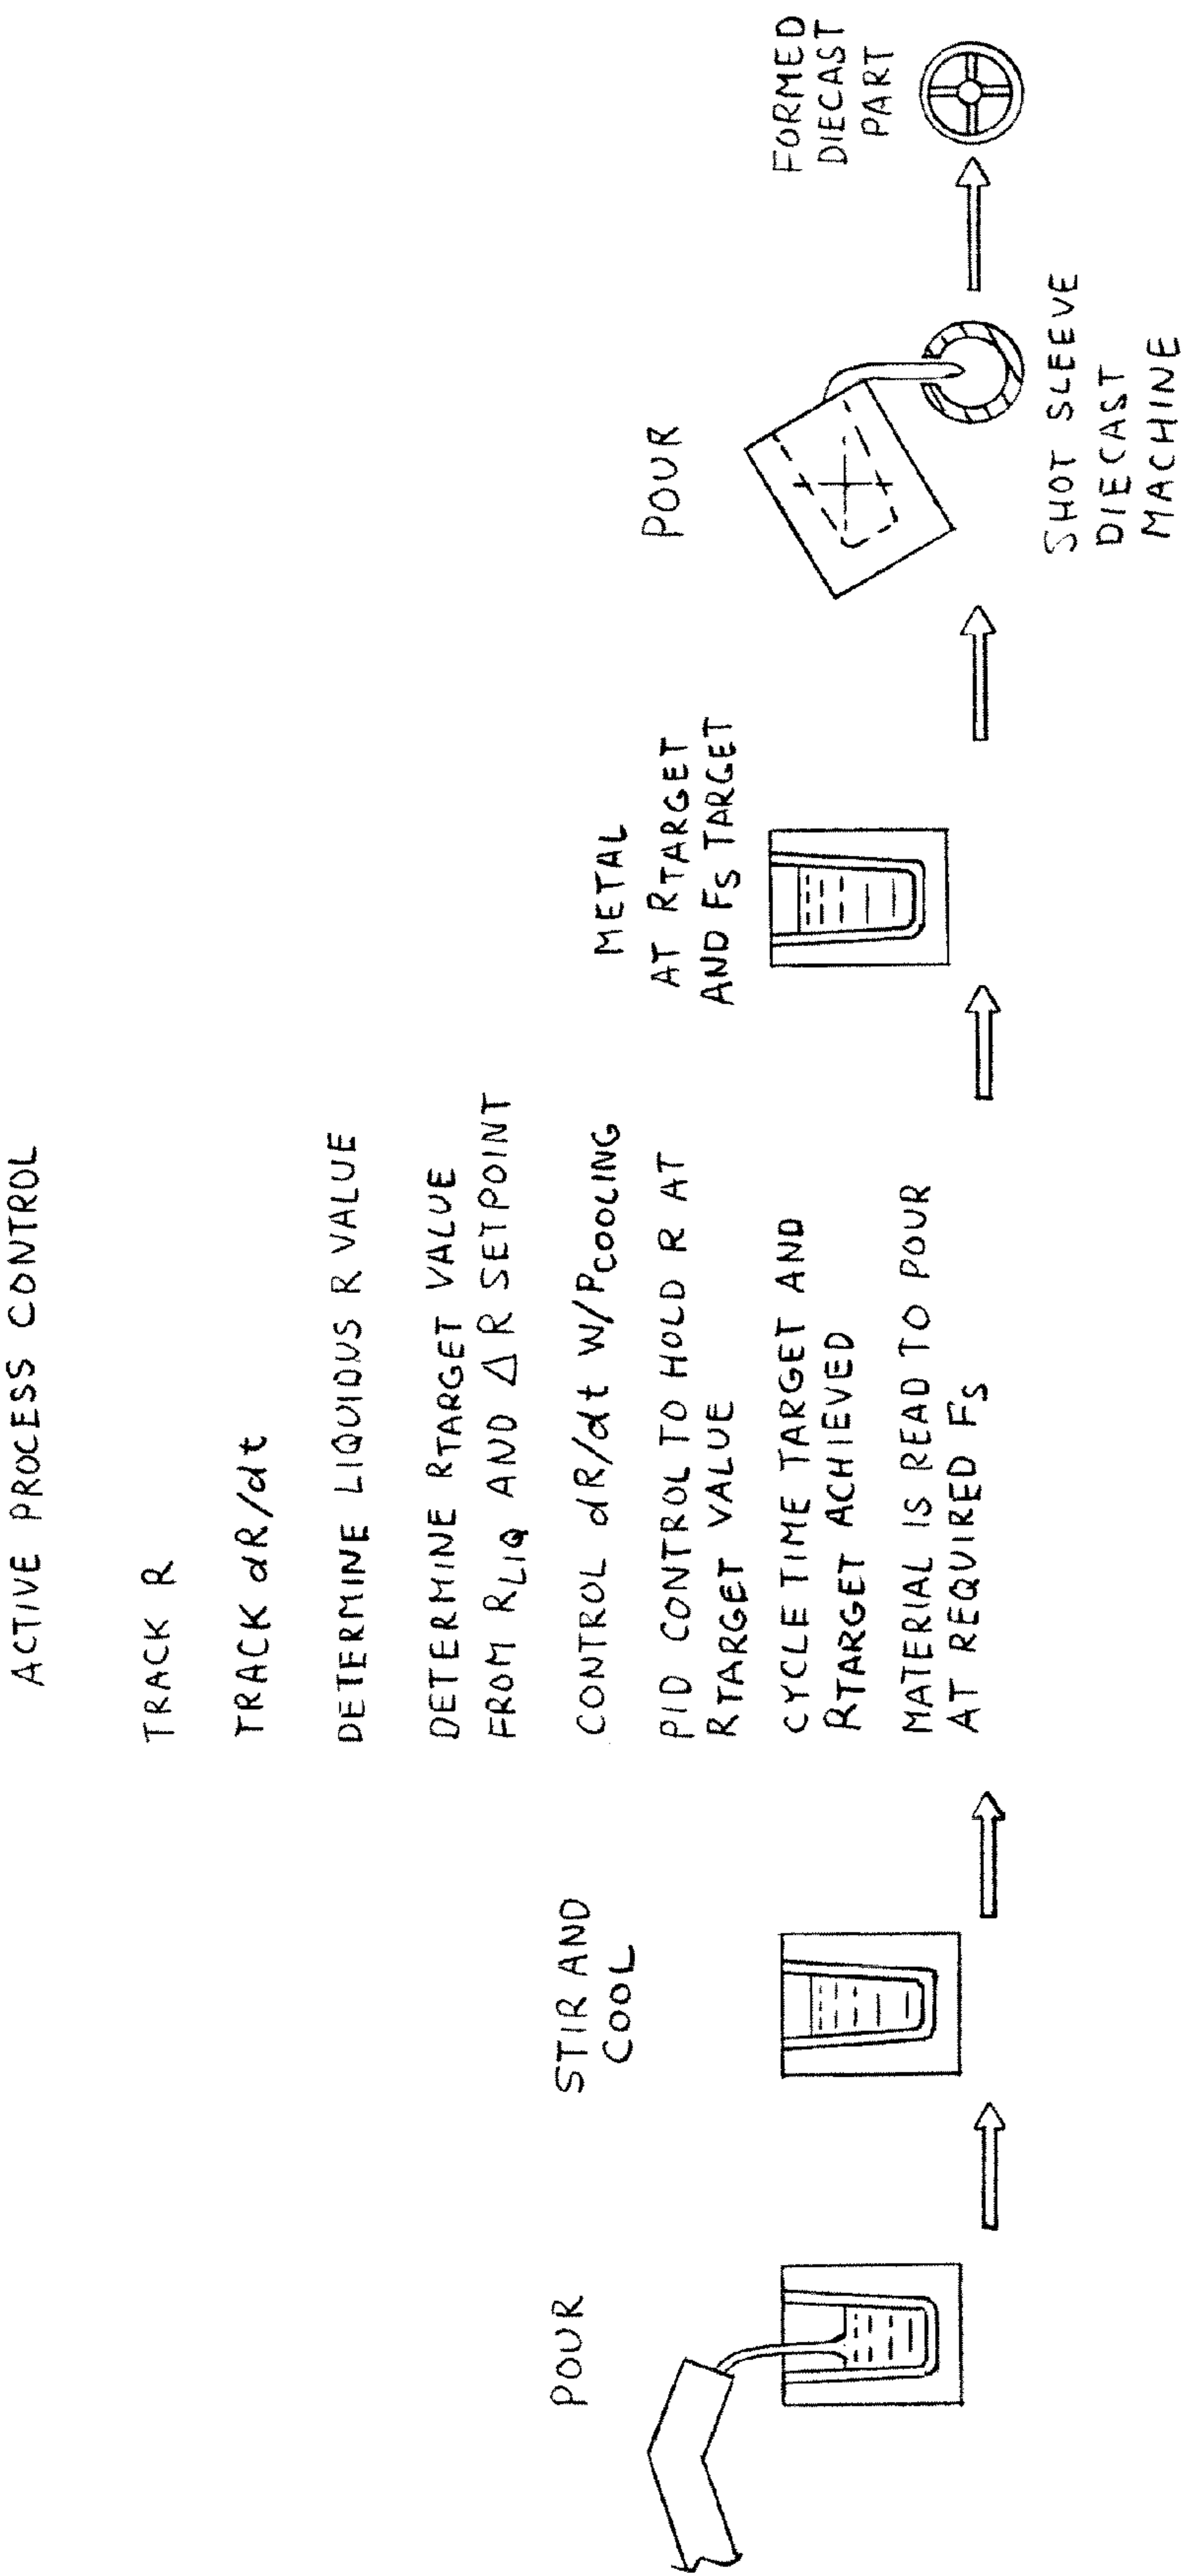 POUR
STIR AND
COOL
ACTIVE PROCESS CONTROL
TRACK R
TRACK dR/dt
DETERMINE LIQUIDUS R VALUE
DETERMINE RTARGET VALUE
FROM RLIQ AND Δ R SETPOINT
CONTROL dR/dt W/PCOOLING
PID CONTROL TO HOLD R AT
RTARGET VALUE
CYCLE TIME TARGET AND
RTARGET ACHIEVED
MATERIAL IS READ TO POUR
AT REQUIRED FS
METAL
AT RTARGET
AND FS TARGET
POUR
SHOT SLEEVE
DIECAST
MACHINE
FORMED
DIECAST
PART